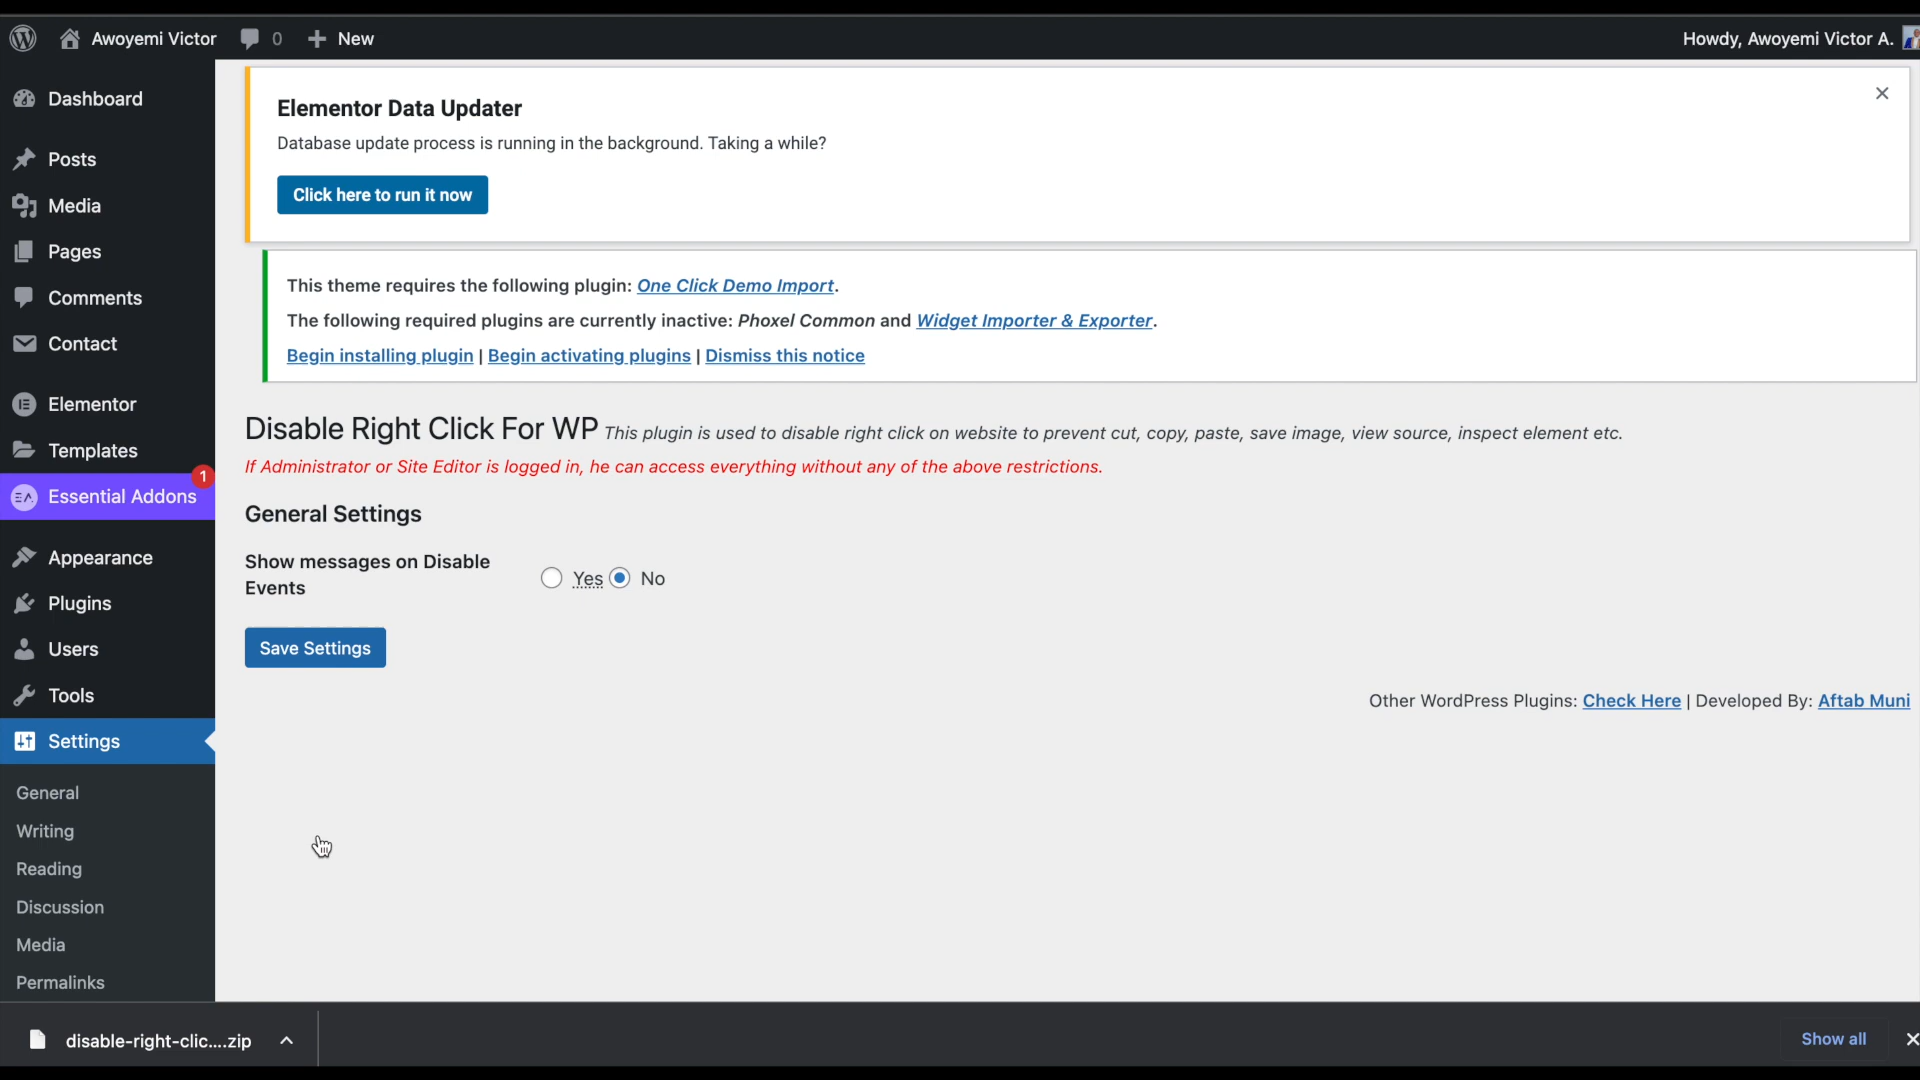 Awoyemi Victor
0
New
Howdy, Awoyemi Victor A.
Dashboard
Posts
Media
Pages
Comments
Contact
Elementor
Templates
1
Essential Addons
Appearance
Plugins
Users
Tools
Settings
General
Writing
Reading
Discussion
Media
Permalinks
Elementor Data Updater
Database update process is running in the background. Taking a while?
Click here to run it now
This theme requires the following plugin: One Click Demo Import.
The following required plugins are currently inactive: Phoxel Common and Widget Importer & Exporter.
Begin installing plugin | Begin activating plugins | Dismiss this notice
Disable Right Click For WP This plugin is used to disable right click on website to prevent cut, copy, paste, save image, view source, inspect element etc.
If Administrator or Site Editor is logged in, he can access everything without any of the above restrictions.
General Settings
Show messages on Disable
Events
Yes No
Save Settings
Other WordPress Plugins: Check Here | Developed By: Aftab Muni
disable-right-clic....zip
Show all